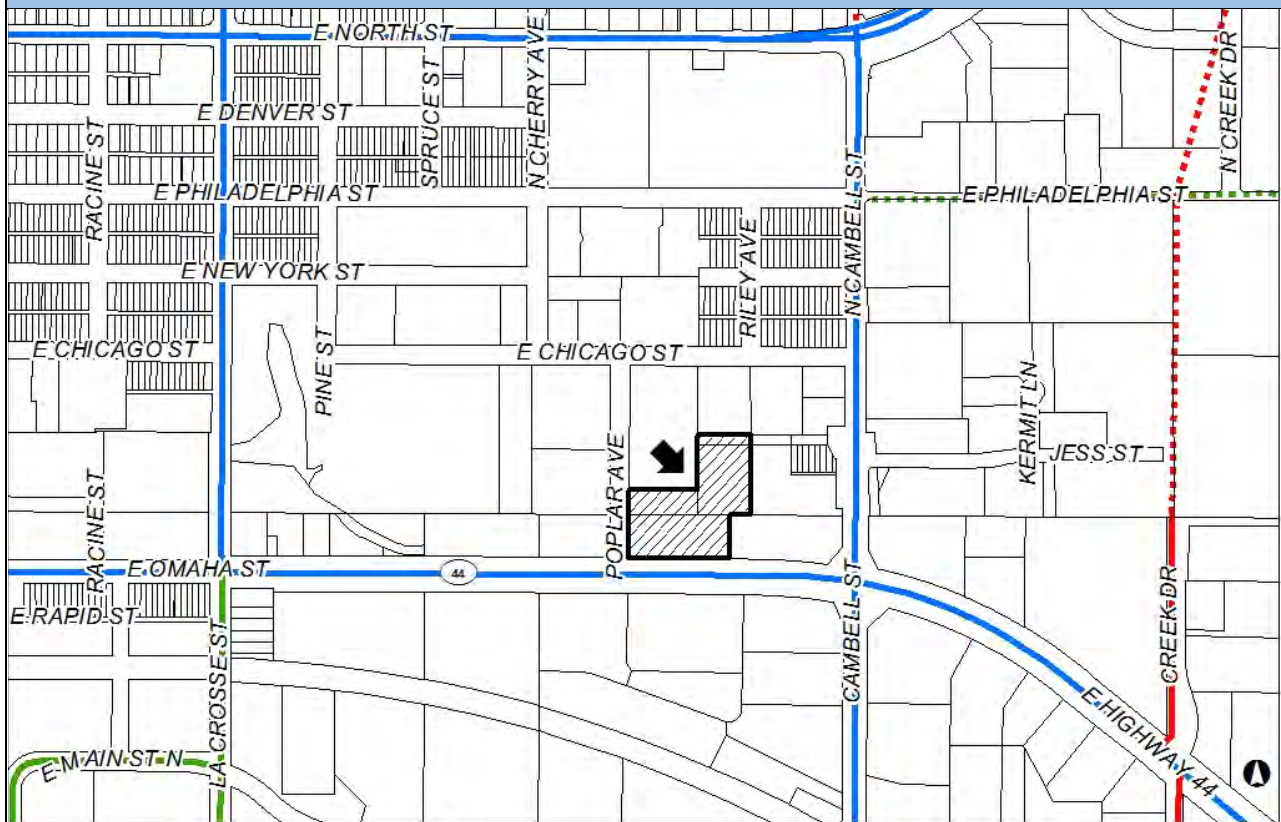 E NORTH ST
N CHERRY AVE
SPRUCE ST
N CREEK DR
E DENVER ST
RACINE ST
E PHILADELPHIA ST
E PHILADELPHIA ST
N CAMBELL ST
RILEY AVE
E NEW YORK ST
PINE ST
E CHICAGO ST
E CHICAGO ST
KERMIT LN
POPLAR AVE
JESS ST
RACINE ST
E OMAHA ST
44
E RAPID ST
LA CROSSE ST
CAMBELL ST
CREEK DR
E HIGHWAY 44
E MAIN ST N